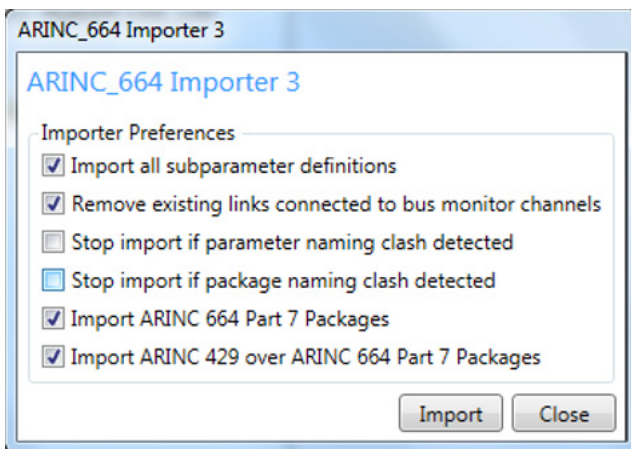 ARINC_664 Importer 3
ARINC_664 Importer 3
Importer Preferences
Import all subparameter definitions
Remove existing links connected to bus monitor channels
Stop import if parameter naming clash detected
Stop import if package naming clash detected
Import ARINC 664 Part 7 Packages
Import ARINC 429 over ARINC 664 Part 7 Packages
Import Close